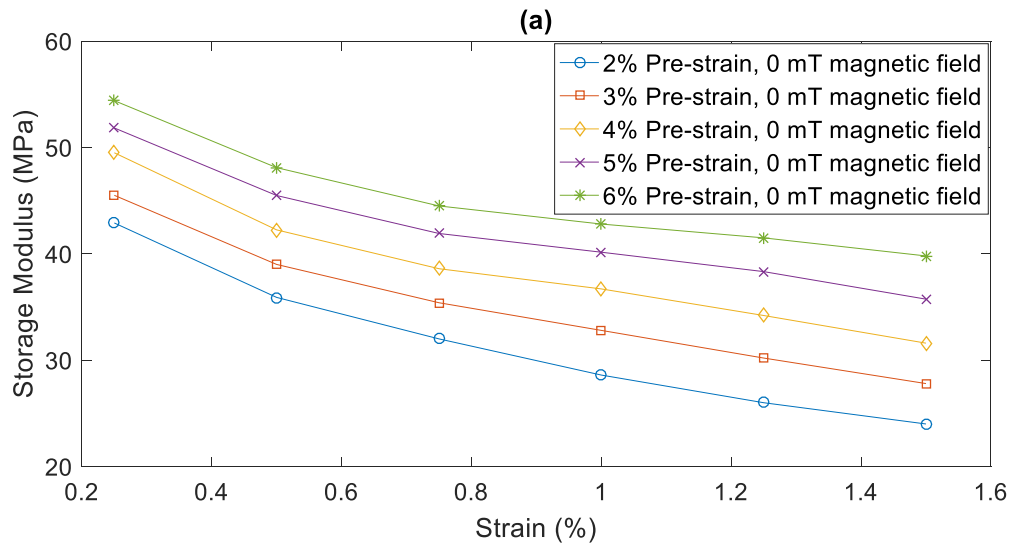 (a)
60
50
40
30
20
Storage Modulus (MPa)
2% Pre-strain, 0 mT magnetic field
3% Pre-strain, 0 mT magnetic field
4% Pre-strain, 0 mT magnetic field
5% Pre-strain, 0 mT magnetic field
6% Pre-strain, 0 mT magnetic field
0.2 0.4 0.6 0.8 1 1.2 1.4 1.6
Strain (%)